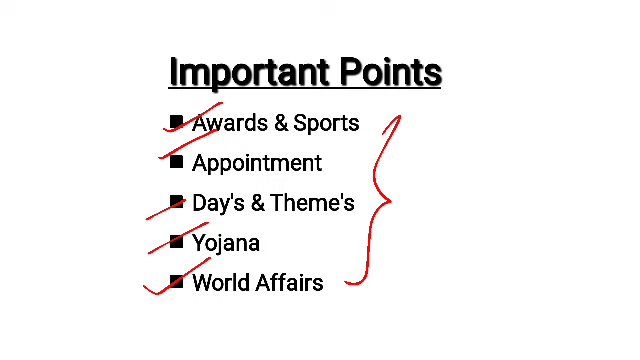 Important Points
■ Awards & Sports
■ Appointment
■ Day's & Theme's
■ Yojana
■ World Affairs